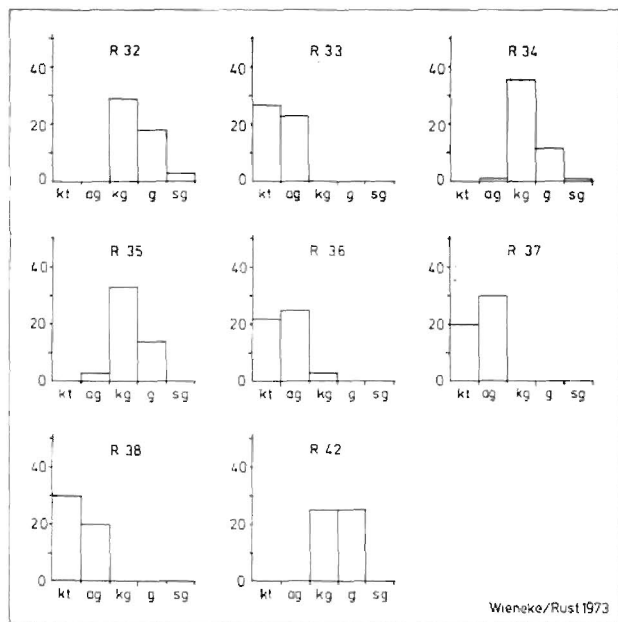 R 32 R 33 R 34
40 40 40
20 20 20
0 0 0
kt ag kg g sg kt ag kg g sg kt ag kg g sg
R 35 R 36 R 37
40 40 40
20 20 20
0 0 0
kt ag kg g sg kt ag kg g sg kt ag kg g sg
R 38 R 42
40 40
20 20
0 0
kt ag kg g sg kt ag kg g sg
Wieneke/Rust 1973